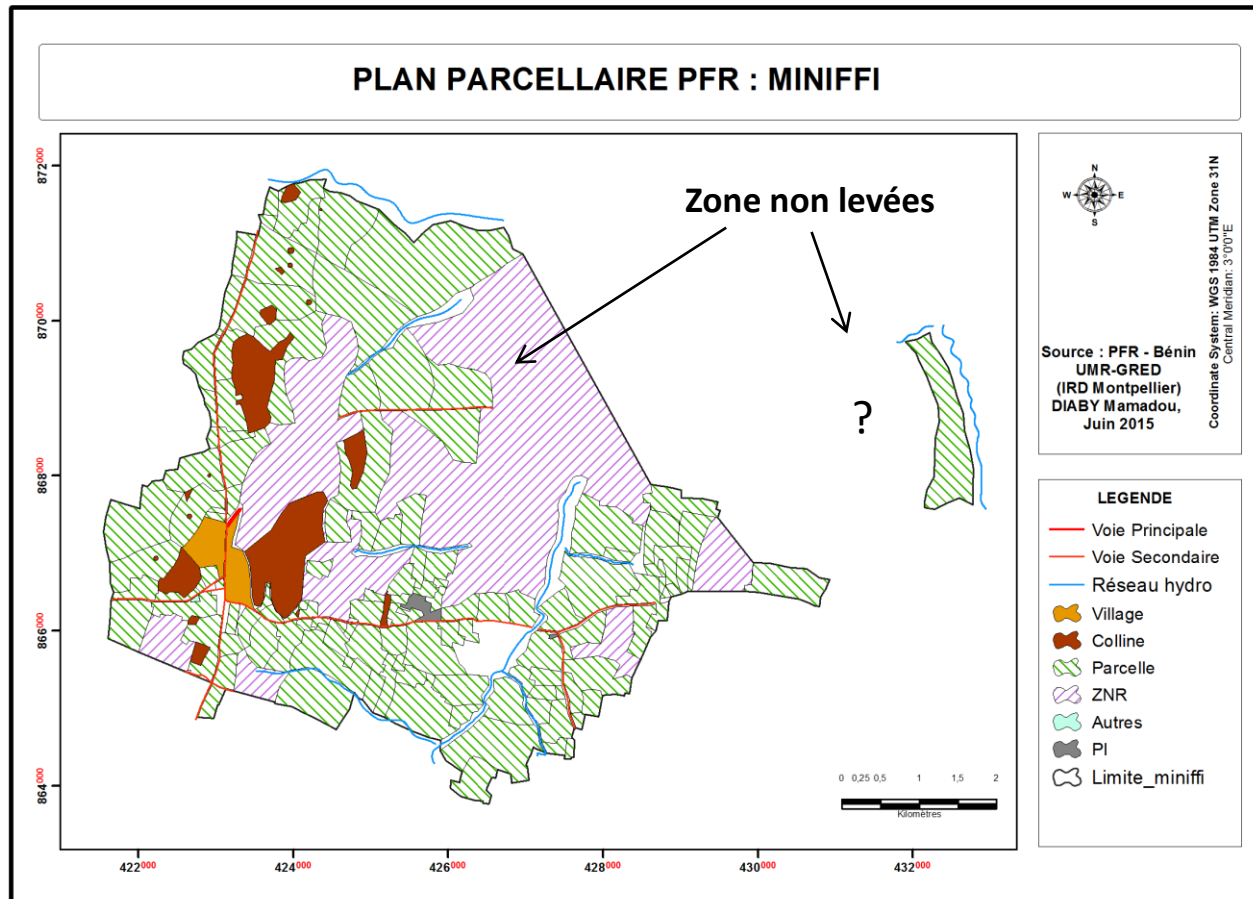 PLAN PARCELLAIRE PFR : MINIFFI
Zone non levées
?
872000
870000
868000
866000
864000
422000
424000
426000
428000
430000
432000
0 0,25 0,5 1 1,5 2
Kilomètres
N
W E
S
Source : PFR - Bénin
UMR-GRED
(IRD Montpellier)
DIABY Mamadou,
Juin 2015
Coordinate System: WGS 1984 UTM Zone 31N
Central Meridian: 3°0'0"E
LEGENDE
Voie Principale
Voie Secondaire
Réseau hydro
Village
Colline
Parcelle
ZNR
Autres
PI
Limite_miniffi